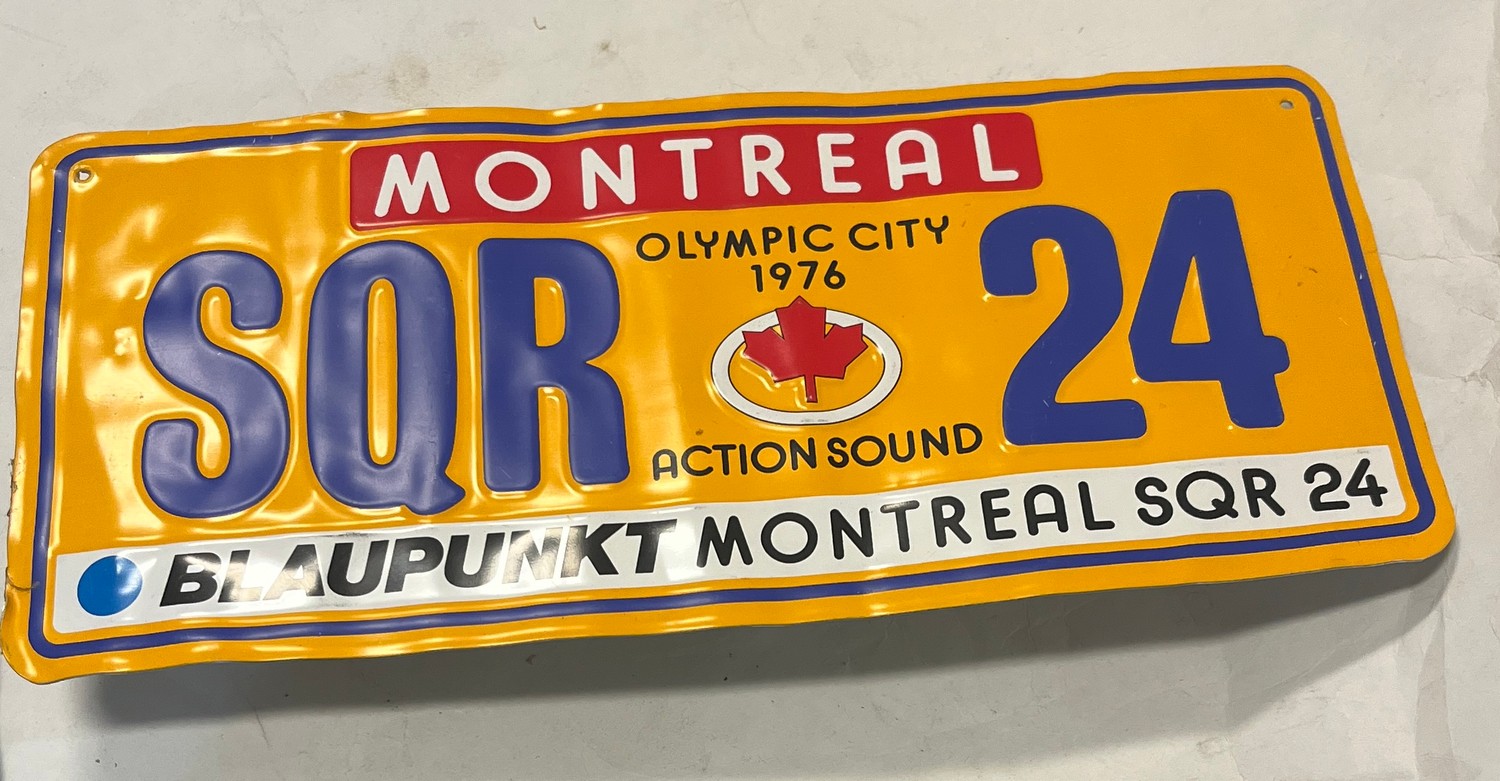 MONTREAL
SQR
OLYMPIC CITY
1976
ACTION SOUND
24
BLAUPUNKT MONTREAL SQR 24